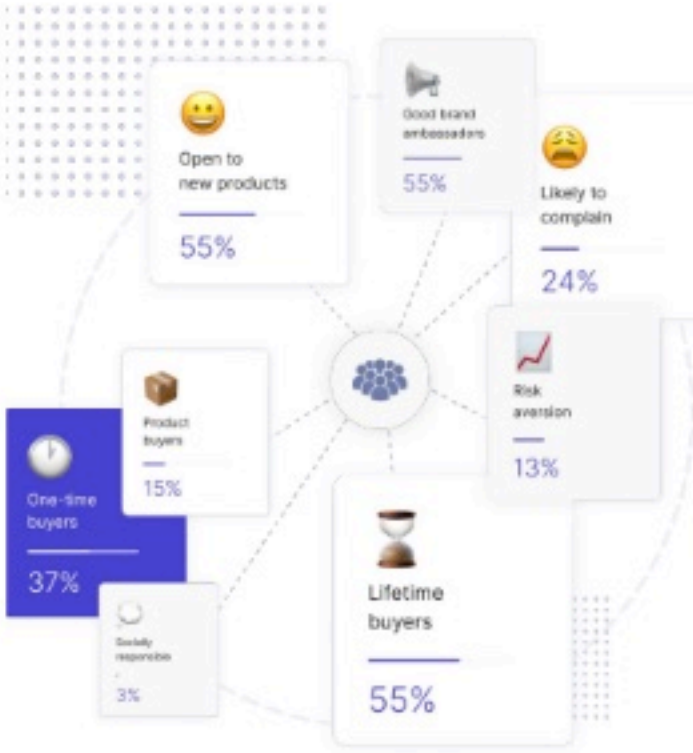 Open to
new products
55%
Good brand
ambassadors
55%
Likely to
complain
24%
Product
buyers
15%
Risk
aversion
13%
One-time
buyers
37%
Lifetime
buyers
55%
Socially
responsible
3%